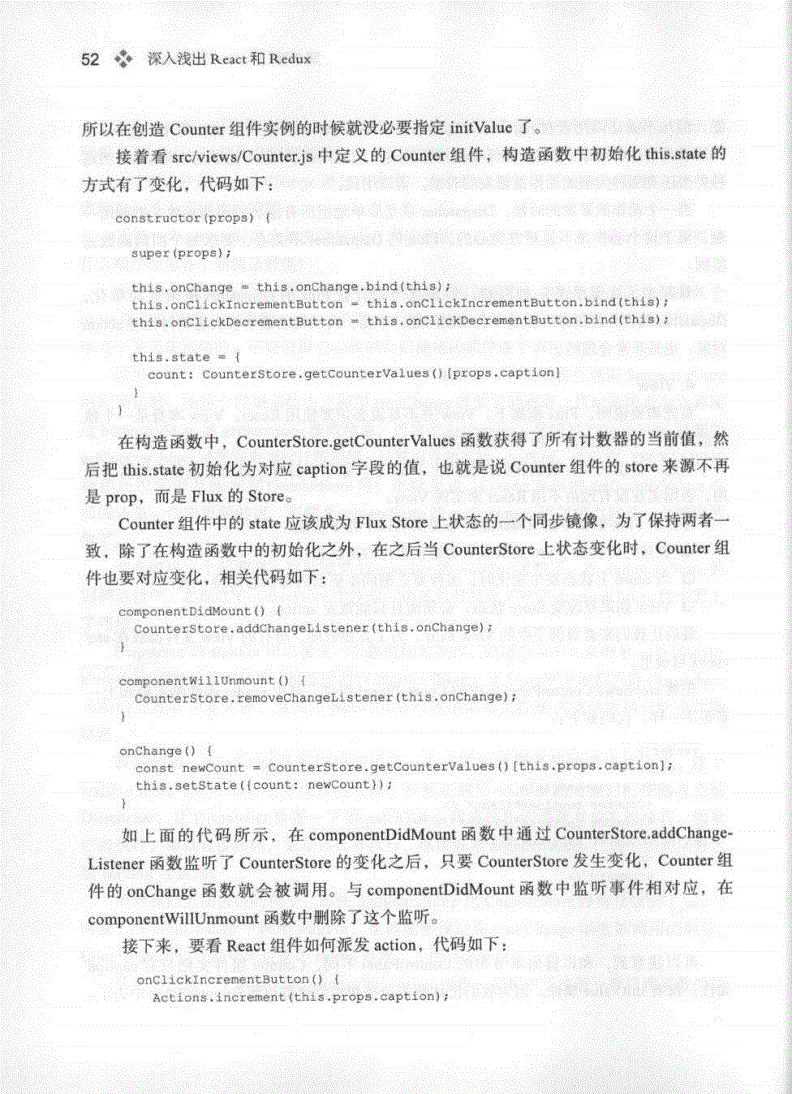 52 深入浅出 React 和 Redux
所以在创造 Counter 组件实例的时候就没必要指定 initValue 了。
接着看 src/views/Counter.js 中定义的 Counter 组件，构造函数中初始化 this.state 的
方式有了变化，代码如下：
constructor(props) {
super(props);
this.onChange = this.onChange.bind(this);
this.onClickIncrementButton = this.onClickIncrementButton.bind(this);
this.onClickDecrementButton = this.onClickDecrementButton.bind(this);
this.state = {
count: CounterStore.getCounterValues()[props.caption]
}
}
在构造函数中，CounterStore.getCounterValues 函数获得了所有计数器的当前值，然
后把 this.state 初始化为对应 caption 字段的值，也就是说 Counter 组件的 store 来源不再
是 prop，而是 Flux 的 Store。
Counter 组件中的 state 应该成为 Flux Store 上状态的一个同步镜像，为了保持两者一
致，除了在构造函数中的初始化之外，在之后当 CounterStore 上状态变化时，Counter 组
件也要对应变化，相关代码如下：
componentDidMount() {
CounterStore.addChangeListener(this.onChange);
}
componentWillUnmount() {
CounterStore.removeChangeListener(this.onChange);
}
onChange() {
const newCount = CounterStore.getCounterValues()[this.props.caption];
this.setState({count: newCount});
}
如上面的代码所示，在 componentDidMount 函数中通过 CounterStore.addChange-
Listener 函数监听了 CounterStore 的变化之后，只要 CounterStore 发生变化，Counter 组
件的 onChange 函数就会被调用。与 componentDidMount 函数中监听事件相对应，在
componentWillUnmount 函数中删除了这个监听。
接下来，要看 React 组件如何派发 action，代码如下：
onClickIncrementButton() {
Actions.increment(this.props.caption);